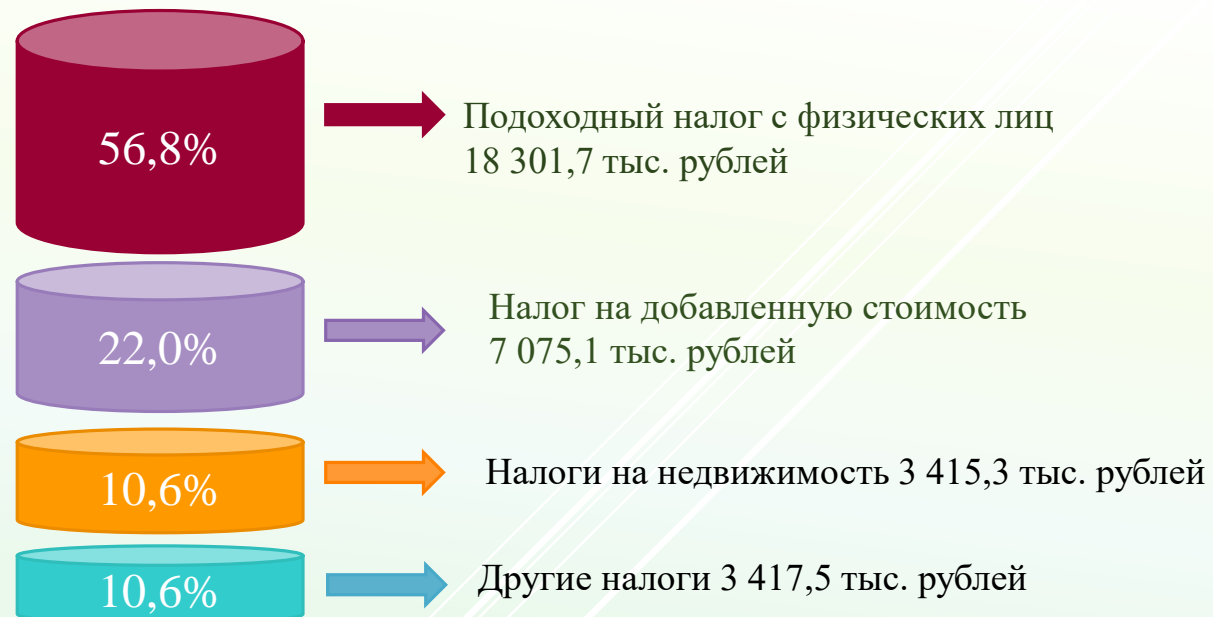 56,8%
Подоходный налог с физических лиц
18 301,7 тыс. рублей
22,0%
Налог на добавленную стоимость
7 075,1 тыс. рублей
10,6%
Налоги на недвижимость 3 415,3 тыс. рублей
10,6%
Другие налоги 3 417,5 тыс. рублей